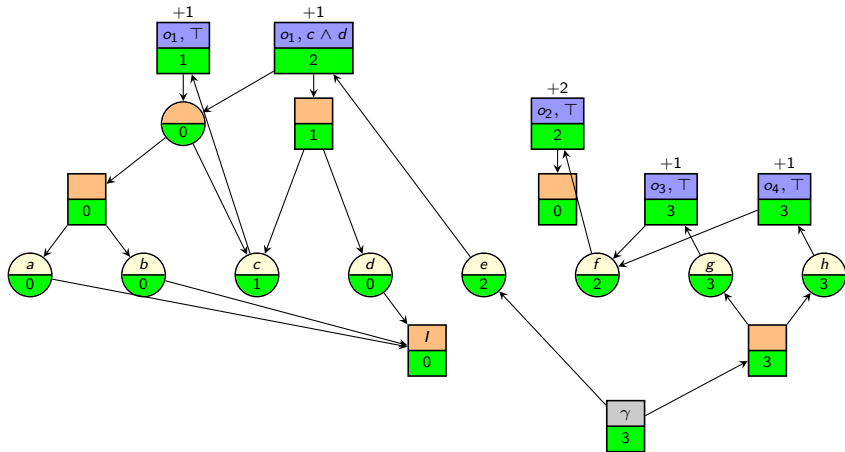 +1 +1
o₁, ⊤ o₁, c ∧ d
1 2
+2
o₂, ⊤
0 1 2
+1 +1
o₃, ⊤ o₄, ⊤
0 0 3 3
a b c d e f g h
0 0 1 0 2 2 3 3
I
0 3
γ
3